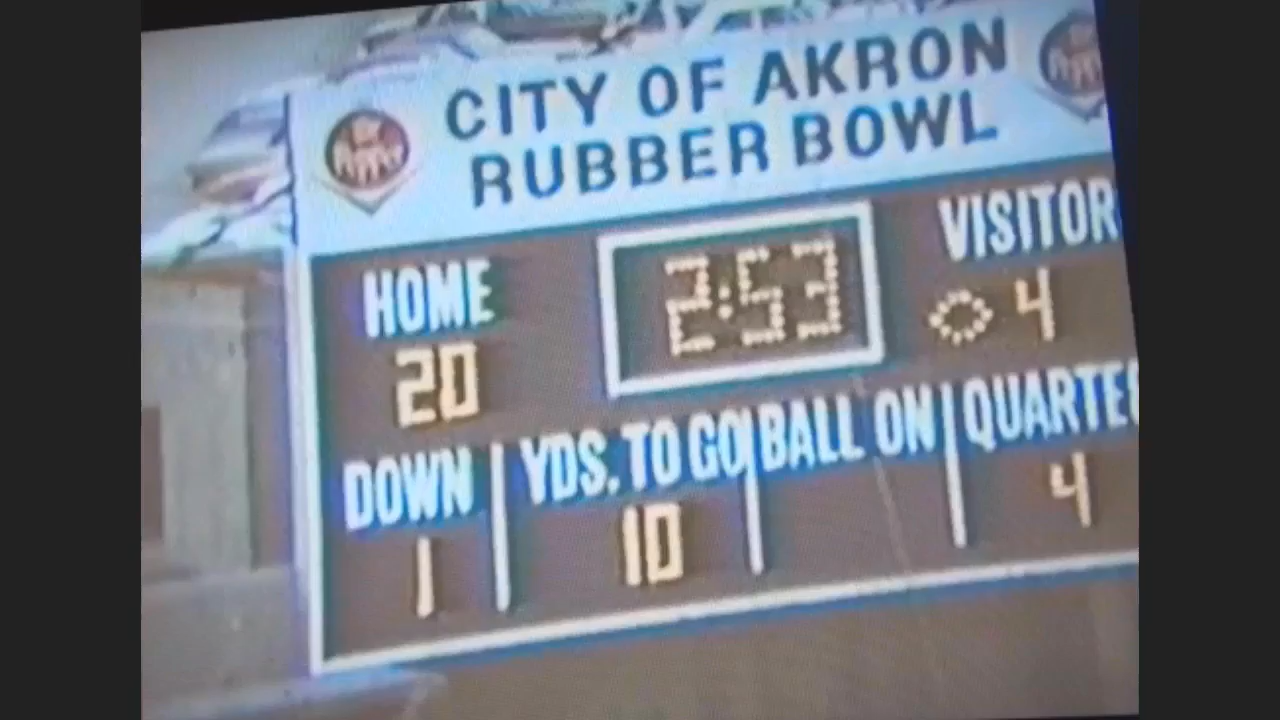 CITY OF AKRON
RUBBER BOWL
HOME
2:53
VISITOR
20
4
DOWN
YDS. TO GO
BALL ON
QUARTE
1
10
4